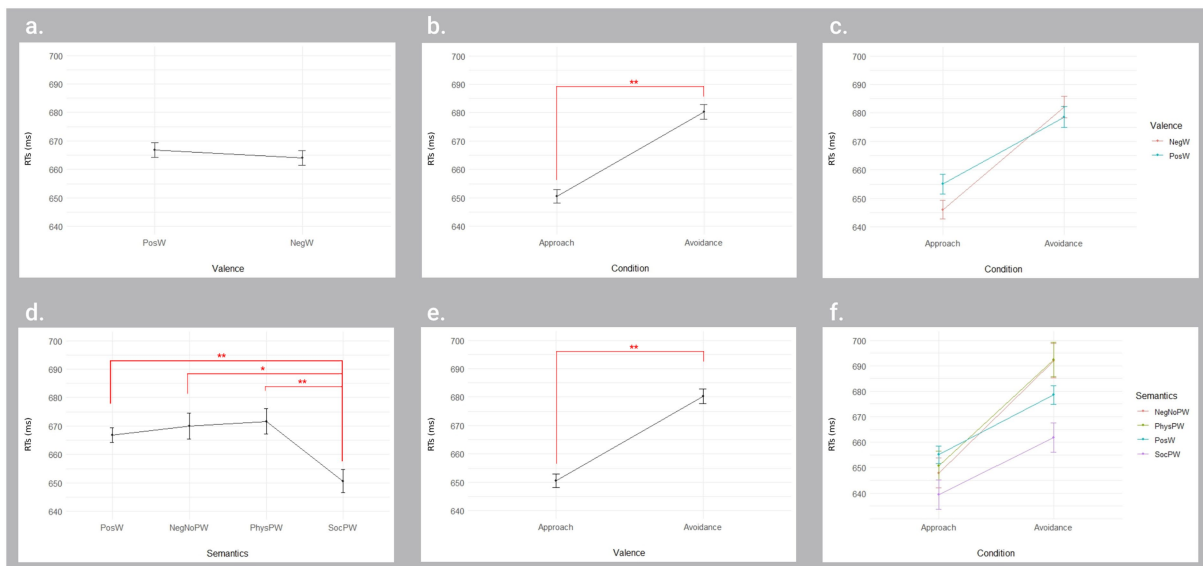 a.
700
690
680
670
660
650
640
RTs (ms)
PosW
NegW
Valence
b.
700
690
680
670
660
650
640
RTs (ms)
**
Approach
Avoidance
Condition
c.
700
690
680
670
660
650
640
RTs (ms)
Approach
Avoidance
Condition
Valence
NegW
PosW
d.
700
690
680
670
660
650
640
RTs (ms)
**
*
**
PosW
NegNoPW
PhysPW
SocPW
Semantics
e.
700
690
680
670
660
650
640
RTs (ms)
**
Approach
Avoidance
Valence
f.
700
690
680
670
660
650
640
RTs (ms)
Approach
Avoidance
Condition
Semantics
NegNoPW
PhysPW
PosW
SocPW